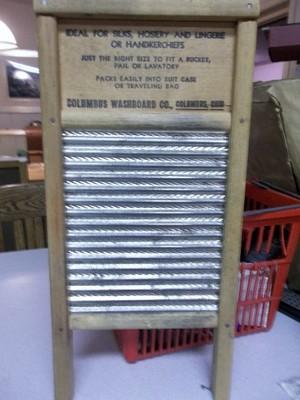 IDEAL FOR SILKS, HOSIERY AND LINGERIE
OR HANDKERCHIEFS
JUST THE RIGHT SIZE TO FIT A BUCKET,
PAIL OR LAVATORY
PACKS EASILY INTO SUIT CASE
OR TRAVELING BAG
COLUMBUS WASHBOARD CO., COLUMBUS, OHIO